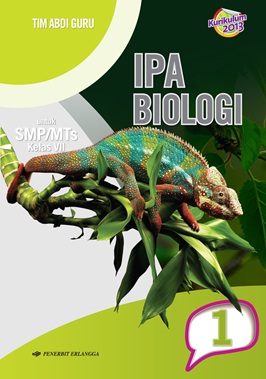 TIM ABDI GURU
Kurikulum
2013
IPA
BIOLOGI
untuk
SMP/MTs
Kelas VII
1
PENERBIT ERLANGGA